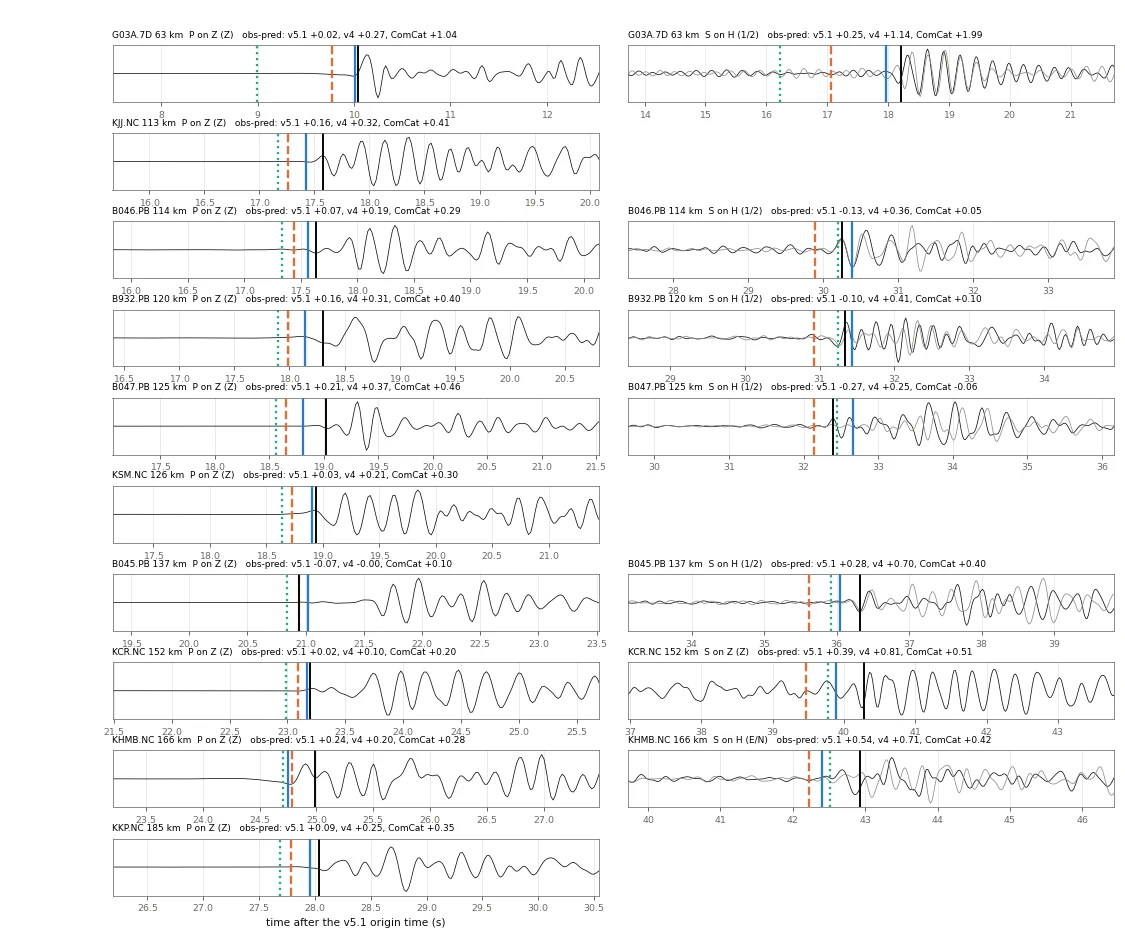 G03A.7D 63 km  P on Z (Z)   obs-pred: v5.1 +0.02, v4 +0.27, ComCat +1.04
8 9 10 11 12
G03A.7D 63 km  S on H (1/2)   obs-pred: v5.1 +0.25, v4 +1.14, ComCat +1.99
14 15 16 17 18 19 20 21
KJJ.NC 113 km  P on Z (Z)   obs-pred: v5.1 +0.16, v4 +0.32, ComCat +0.41
16.0 16.5 17.0 17.5 18.0 18.5 19.0 19.5 20.0
B046.PB 114 km  P on Z (Z)   obs-pred: v5.1 +0.07, v4 +0.19, ComCat +0.29
16.0 16.5 17.0 17.5 18.0 18.5 19.0 19.5 20.0
B046.PB 114 km  S on H (1/2)   obs-pred: v5.1 -0.13, v4 +0.36, ComCat +0.05
28 29 30 31 32 33
B932.PB 120 km  P on Z (Z)   obs-pred: v5.1 +0.16, v4 +0.31, ComCat +0.40
16.5 17.0 17.5 18.0 18.5 19.0 19.5 20.0 20.5
B932.PB 120 km  S on H (1/2)   obs-pred: v5.1 -0.10, v4 +0.41, ComCat +0.10
29 30 31 32 33 34
B047.PB 125 km  P on Z (Z)   obs-pred: v5.1 +0.21, v4 +0.37, ComCat +0.46
17.5 18.0 18.5 19.0 19.5 20.0 20.5 21.0 21.5
B047.PB 125 km  S on H (1/2)   obs-pred: v5.1 -0.27, v4 +0.25, ComCat -0.06
30 31 32 33 34 35 36
KSM.NC 126 km  P on Z (Z)   obs-pred: v5.1 +0.03, v4 +0.21, ComCat +0.30
17.5 18.0 18.5 19.0 19.5 20.0 20.5 21.0
B045.PB 137 km  P on Z (Z)   obs-pred: v5.1 -0.07, v4 -0.00, ComCat +0.10
19.5 20.0 20.5 21.0 21.5 22.0 22.5 23.0 23.5
B045.PB 137 km  S on H (1/2)   obs-pred: v5.1 +0.28, v4 +0.70, ComCat +0.40
34 35 36 37 38 39
KCR.NC 152 km  P on Z (Z)   obs-pred: v5.1 +0.02, v4 +0.10, ComCat +0.20
21.5 22.0 22.5 23.0 23.5 24.0 24.5 25.0 25.5
KCR.NC 152 km  S on Z (Z)   obs-pred: v5.1 +0.39, v4 +0.81, ComCat +0.51
37 38 39 40 41 42 43
KHMB.NC 166 km  P on Z (Z)   obs-pred: v5.1 +0.24, v4 +0.20, ComCat +0.28
23.5 24.0 24.5 25.0 25.5 26.0 26.5 27.0
KHMB.NC 166 km  S on H (E/N)   obs-pred: v5.1 +0.54, v4 +0.71, ComCat +0.42
40 41 42 43 44 45 46
KKP.NC 185 km  P on Z (Z)   obs-pred: v5.1 +0.09, v4 +0.25, ComCat +0.35
26.5 27.0 27.5 28.0 28.5 29.0 29.5 30.0 30.5
time after the v5.1 origin time (s)